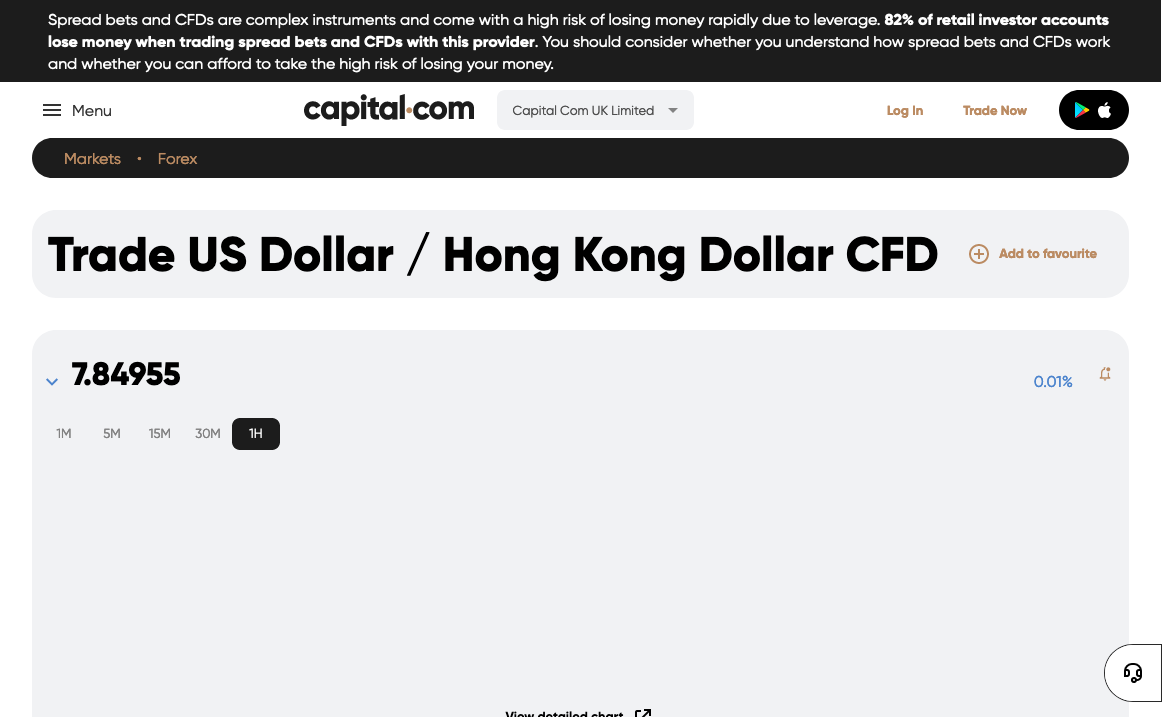 Spread bets and CFDs are complex instruments and come with a high risk of losing money rapidly due to leverage. 82% of retail investor accounts
lose money when trading spread bets and CFDs with this provider. You should consider whether you understand how spread bets and CFDs work
and whether you can afford to take the high risk of losing your money.
Menu
capital.com
Capital Com UK Limited
Log In
Trade Now
Markets • Forex
Trade US Dollar / Hong Kong Dollar CFD
Add to favourite
7.84955
0.01%
1M 5M 15M 30M 1H
View detailed chart